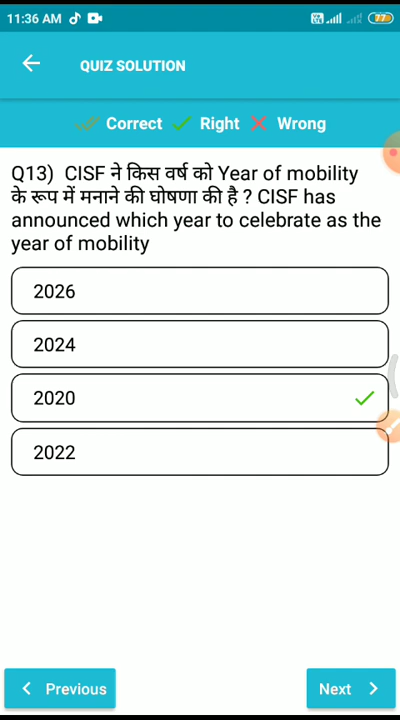 11:36 AM
77
QUIZ SOLUTION
Correct Right Wrong
Q13) CISF ने किस वर्ष को Year of mobility
के रूप में मनाने की घोषणा की है ? CISF has
announced which year to celebrate as the
year of mobility
2026
2024
2020
2022
Previous Next